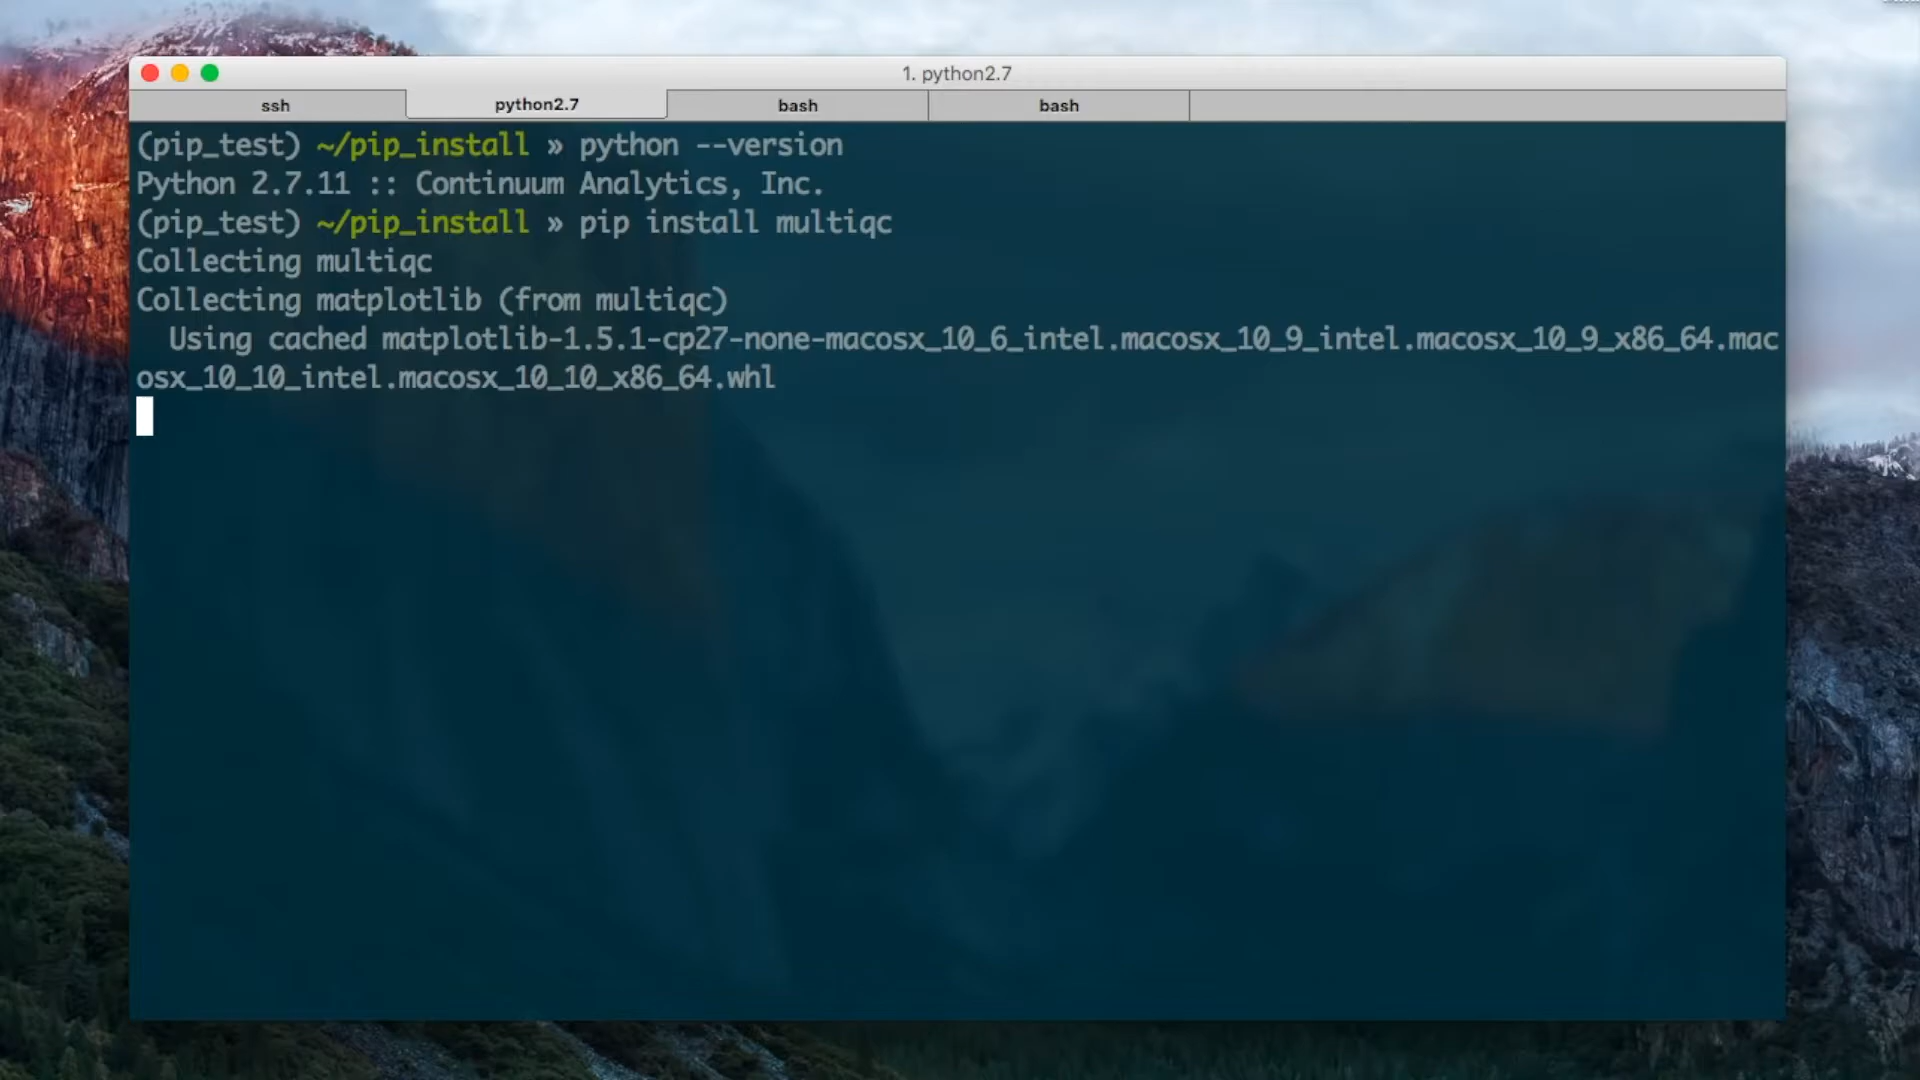 1. python2.7
ssh python2.7 bash bash
(pip_test) ~/pip_install » python --version
Python 2.7.11 :: Continuum Analytics, Inc.
(pip_test) ~/pip_install » pip install multiqc
Collecting multiqc
Collecting matplotlib (from multiqc)
  Using cached matplotlib-1.5.1-cp27-none-macosx_10_6_intel.macosx_10_9_intel.macosx_10_9_x86_64.mac
osx_10_10_intel.macosx_10_10_x86_64.whl